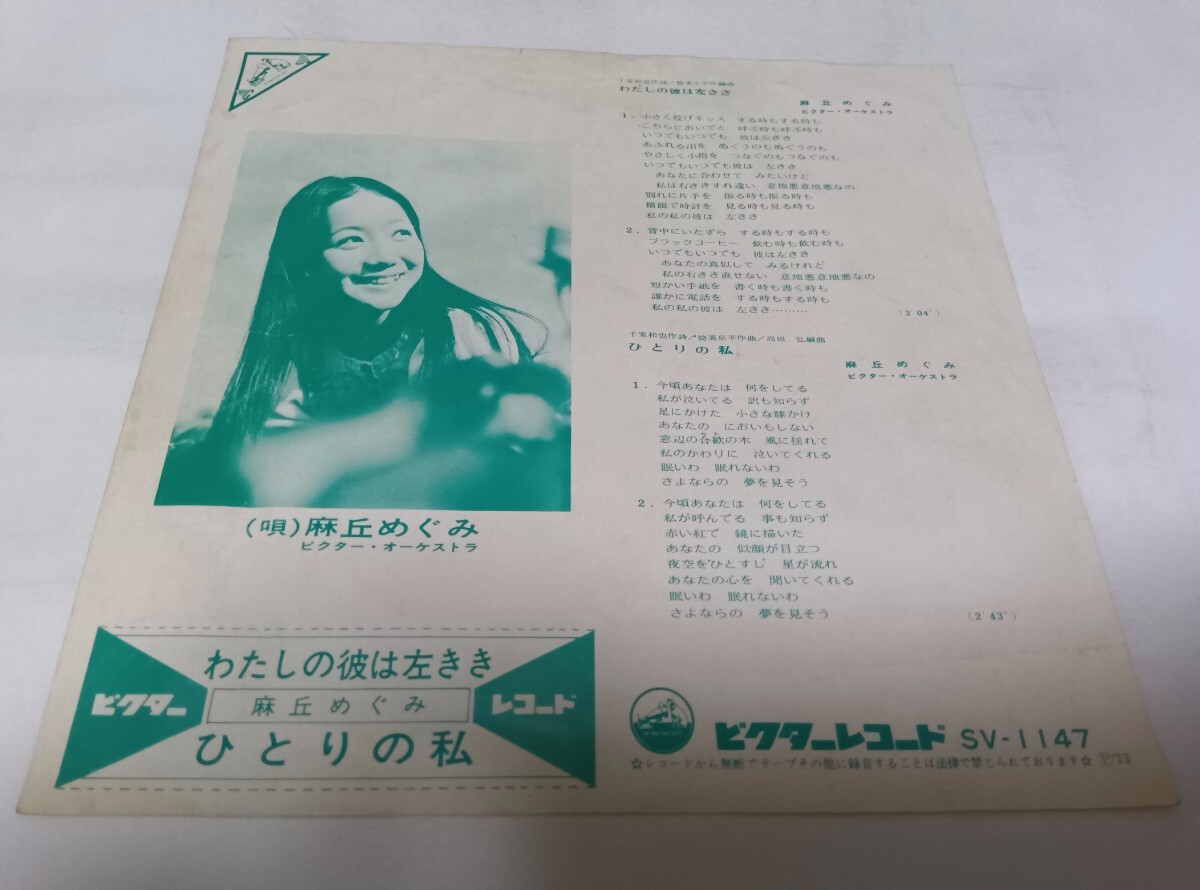 千家和也作詩/筒美京平作編曲
わたしの彼は左きき
麻丘めぐみ
ビクター・オーケストラ
1. 小さく投げキッス する時もする時も
こちらにおいでと 呼ぶ時も呼ぶ時も
いつでもいつでも 彼は左きき
あふれる泪を ぬぐうのもぬぐうのも
やさしく小指を つなぐのもつなぐのも
いつでもいつでも彼は 左きき
あなたに合わせて みたいけど
私は右ききすれ違い 意地悪意地悪なの
別れに片手を 振る時も振る時も
横眼で時計を 見る時も見る時も
私の私の彼は 左きき
2. 背中にいたずら する時もする時も
ブラックコーヒー 飲む時も飲む時も
いつでもいつでも 彼は左きき
あなたの真似して みるけれど
私の右きき直せない 意地悪意地悪なの
短かい手紙を 書く時も書く時も
誰かに電話を する時もする時も
私の私の彼は 左きき………
(3′04″)
千家和也作詩/筒美京平作曲/高田 弘編曲
ひとりの私
麻丘めぐみ
ビクター・オーケストラ
1. 今頃あなたは 何をしてる
私が泣いてる 訳も知らず
足にかけた 小さな膝かけ
あなたの においもしない
窓辺の合歓の木 風に揺れて
私のかわりに 泣いてくれる
眠いわ 眠れないわ
さよならの 夢を見そう
2. 今頃あなたは 何をしてる
私が呼んでる 事も知らず
赤い紅で 鏡に描いた
あなたの 似顔が目立つ
夜空をひとすじ 星が流れ
あなたの心を 聞いてくれる
眠いわ 眠れないわ
さよならの 夢を見そう
(2′43″)
(唄)麻丘めぐみ
ビクター・オーケストラ
わたしの彼は左きき
ビクター 麻丘めぐみ レコード
ひとりの私
ビクターレコード SV-1147
☆レコードから無断でテープその他に録音することは法律で禁じられております☆ Ⓟ'73